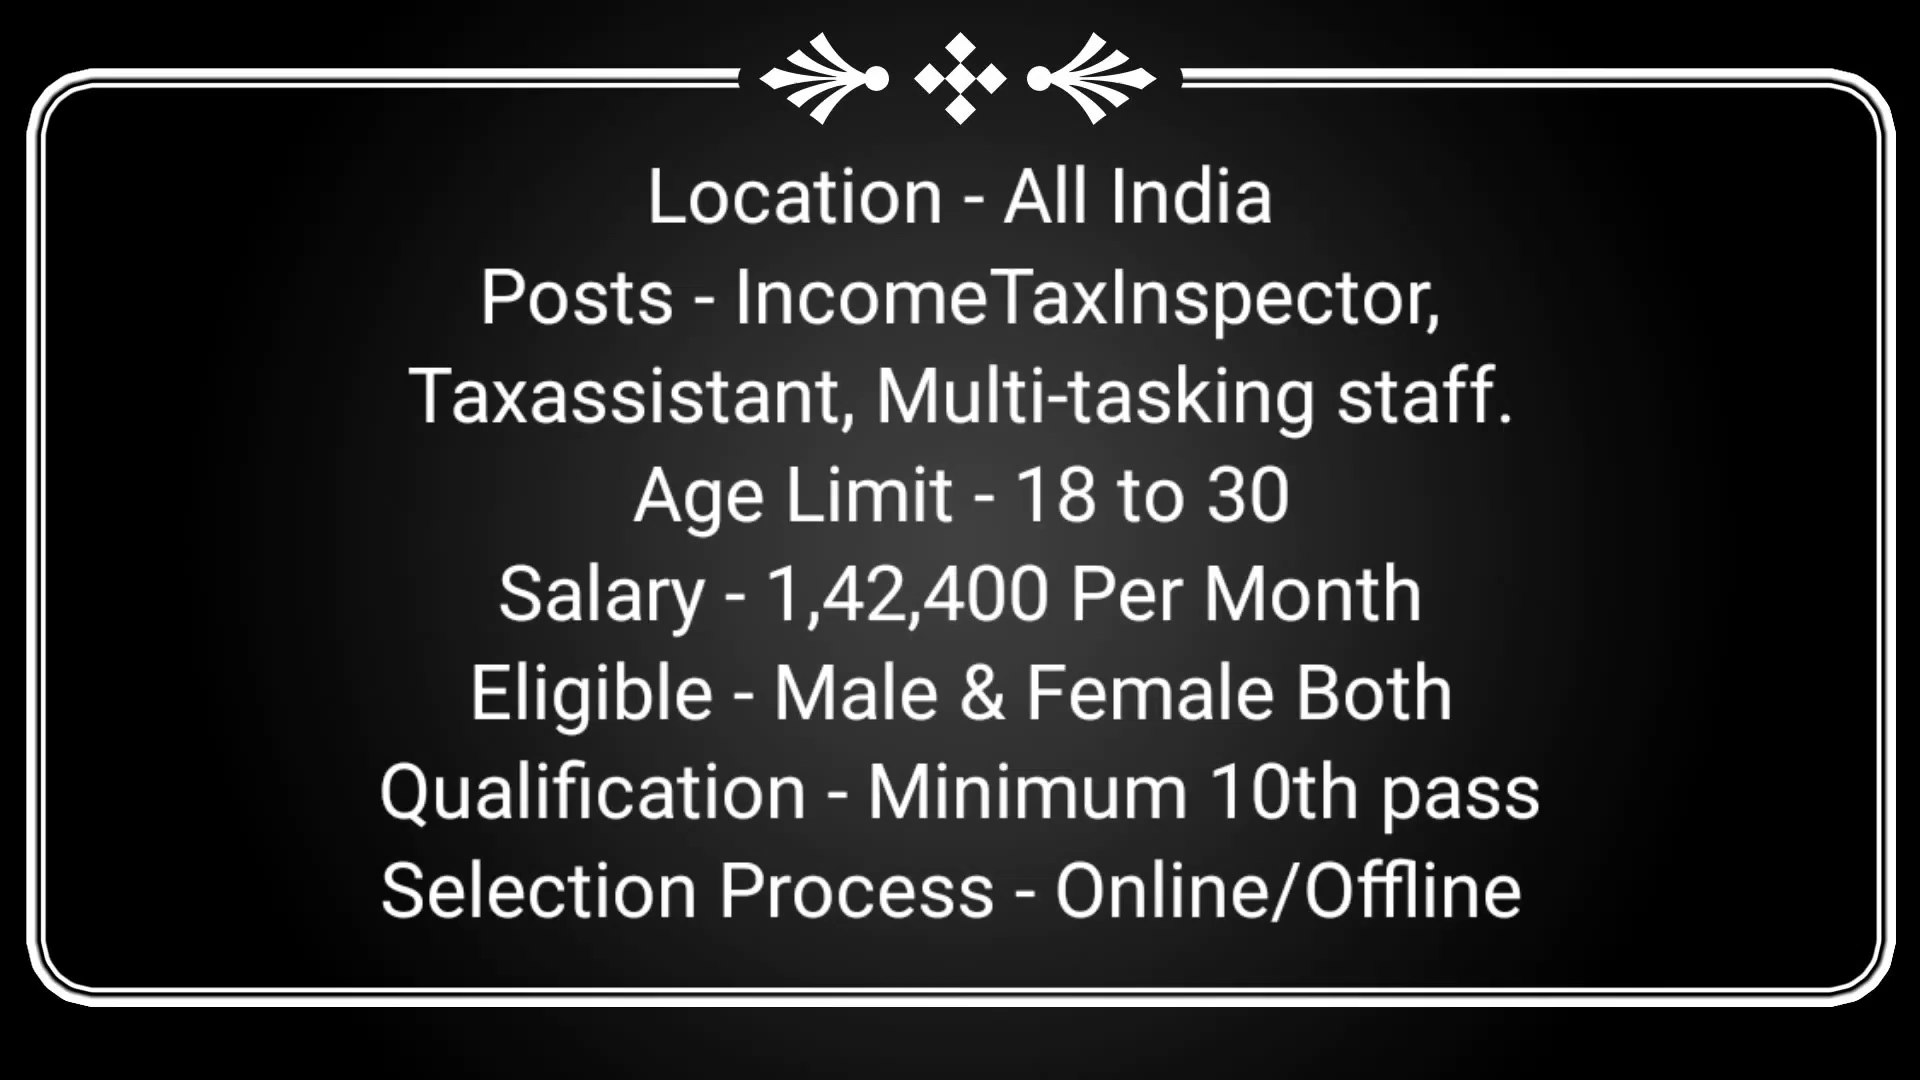 Location - All India
Posts - IncomeTaxInspector,
Taxassistant, Multi-tasking staff.
Age Limit - 18 to 30
Salary - 1,42,400 Per Month
Eligible - Male & Female Both
Qualification - Minimum 10th pass
Selection Process - Online/Offline